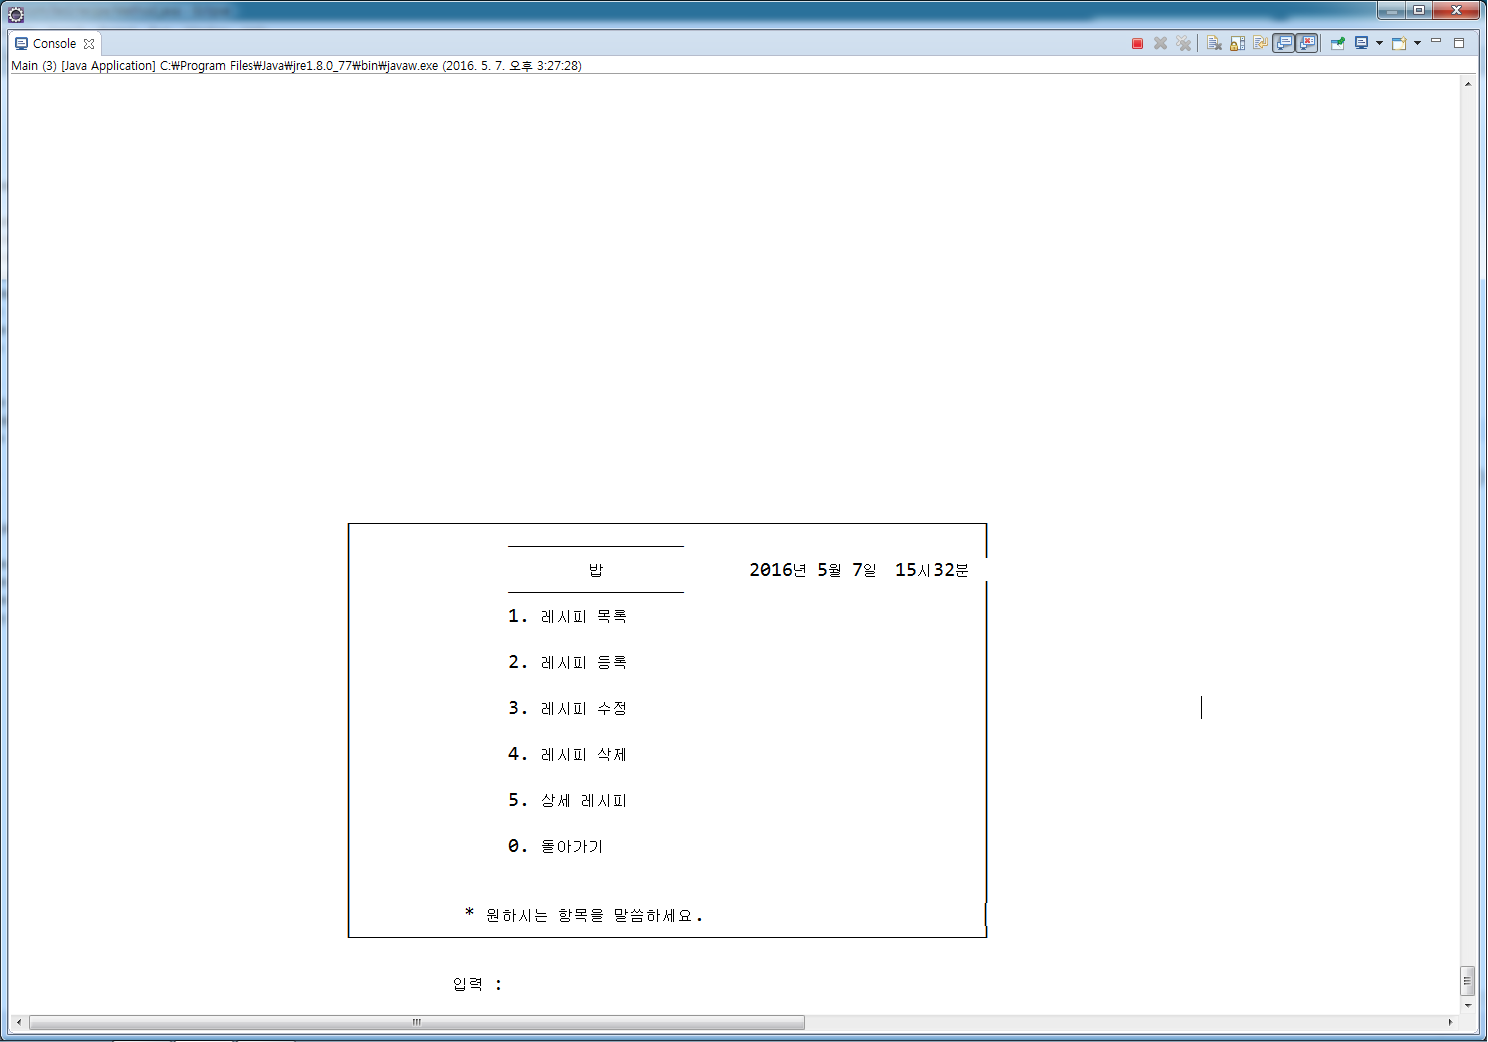 Console
Main (3) [Java Application] C:₩Program Files₩Java₩jre1.8.0_77₩bin₩javaw.exe (2016. 5. 7. 오후 3:27:28)
밥 2016년 5월 7일 15시32분
1. 레시피 목록
2. 레시피 등록
3. 레시피 수정
4. 레시피 삭제
5. 상세 레시피
0. 돌아가기
* 원하시는 항목을 말씀하세요.
입력 :